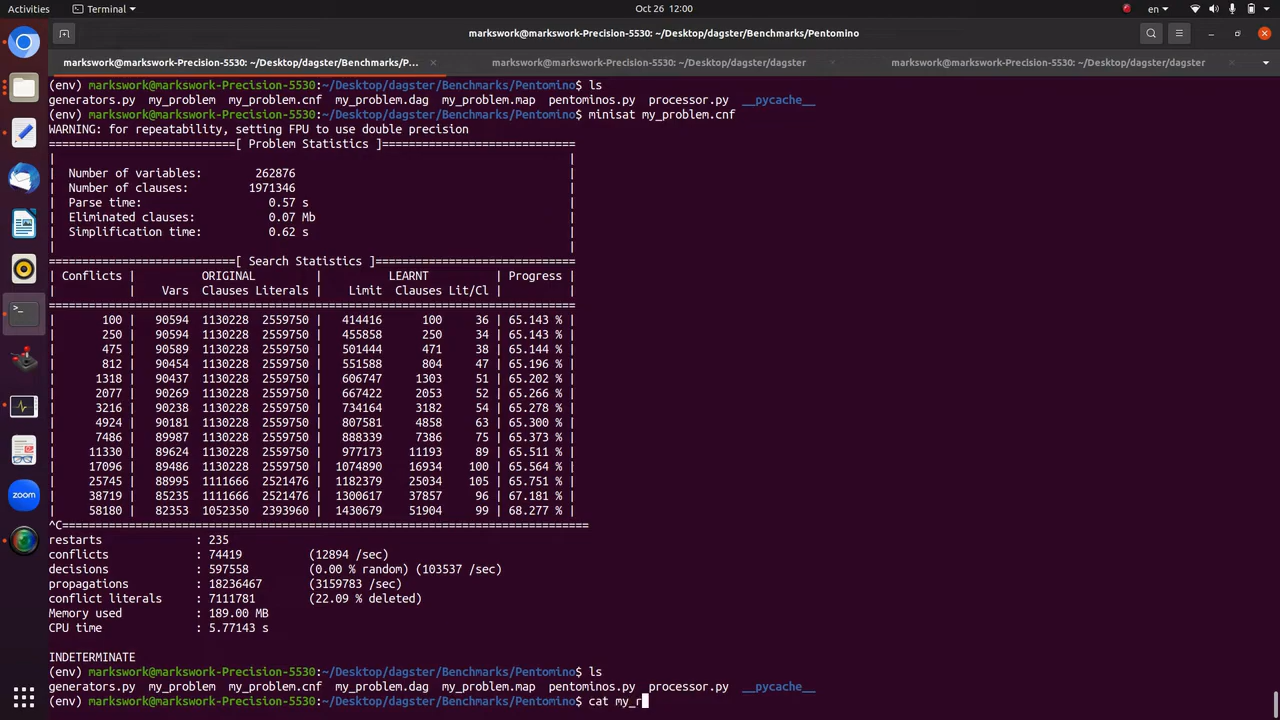 Activities Terminal Oct 26 12:00 en
markswork@markswork-Precision-5530: ~/Desktop/dagster/Benchmarks/Pentomino
markswork@markswork-Precision-5530: ~/Desktop/dagster/Benchmarks/P... markswork@markswork-Precision-5530: ~/Desktop/dagster/dagster markswork@markswork-Precision-5530: ~/Desktop/dagster/dagster
(env) markswork@markswork-Precision-5530:~/Desktop/dagster/Benchmarks/Pentomino$ ls
generators.py my_problem my_problem.cnf my_problem.dag my_problem.map pentominos.py processor.py __pycache__
(env) markswork@markswork-Precision-5530:~/Desktop/dagster/Benchmarks/Pentomino$ minisat my_problem.cnf
WARNING: for repeatability, setting FPU to use double precision
============================[ Problem Statistics ]=============================
| |
| Number of variables: 262876 |
| Number of clauses: 1971346 |
| Parse time: 0.57 s |
| Eliminated clauses: 0.07 Mb |
| Simplification time: 0.62 s |
| |
============================[ Search Statistics ]==============================
| Conflicts | ORIGINAL | LEARNT | Progress |
| | Vars Clauses Literals | Limit Clauses Lit/Cl | |
===============================================================================
| 100 | 90594 1130228 2559750 | 414416 100 36 | 65.143 % |
| 250 | 90594 1130228 2559750 | 455858 250 34 | 65.143 % |
| 475 | 90589 1130228 2559750 | 501444 471 38 | 65.144 % |
| 812 | 90454 1130228 2559750 | 551588 804 47 | 65.196 % |
| 1318 | 90437 1130228 2559750 | 606747 1303 51 | 65.202 % |
| 2077 | 90269 1130228 2559750 | 667422 2053 52 | 65.266 % |
| 3216 | 90238 1130228 2559750 | 734164 3182 54 | 65.278 % |
| 4924 | 90181 1130228 2559750 | 807581 4858 63 | 65.300 % |
| 7486 | 89987 1130228 2559750 | 888339 7386 75 | 65.373 % |
| 11330 | 89624 1130228 2559750 | 977173 11193 89 | 65.511 % |
| 17096 | 89486 1130228 2559750 | 1074890 16934 100 | 65.564 % |
| 25745 | 88995 1111666 2521476 | 1182379 25034 105 | 65.751 % |
| 38719 | 85235 1111666 2521476 | 1300617 37857 96 | 67.181 % |
| 58180 | 82353 1052350 2393960 | 1430679 51904 99 | 68.277 % |
^C===============================================================================
restarts : 235
conflicts : 74419 (12894 /sec)
decisions : 597558 (0.00 % random) (103537 /sec)
propagations : 18236467 (3159783 /sec)
conflict literals : 7111781 (22.09 % deleted)
Memory used : 189.00 MB
CPU time : 5.77143 s
INDETERMINATE
(env) markswork@markswork-Precision-5530:~/Desktop/dagster/Benchmarks/Pentomino$ ls
generators.py my_problem my_problem.cnf my_problem.dag my_problem.map pentominos.py processor.py __pycache__
(env) markswork@markswork-Precision-5530:~/Desktop/dagster/Benchmarks/Pentomino$ cat my_r
zoom